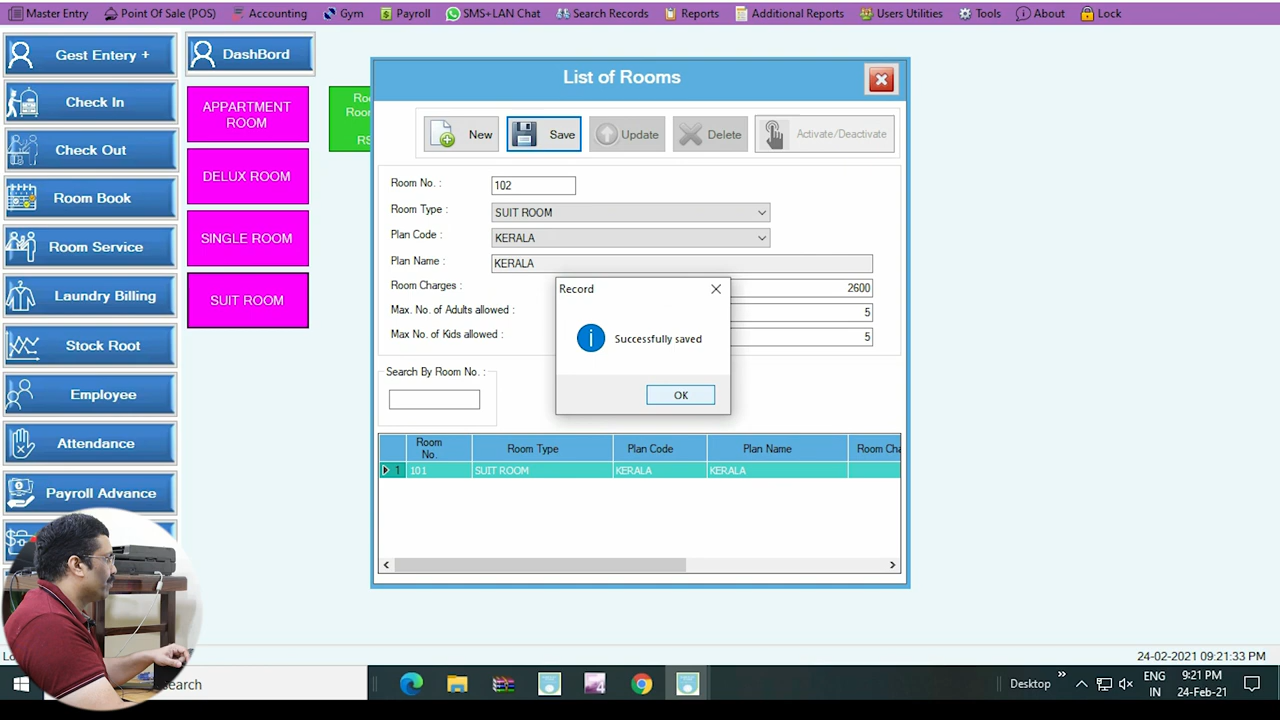 Master Entry Point Of Sale (POS) Accounting Gym Payroll SMS+LAN Chat Search Records Reports Additional Reports Users Utilities Tools About Lock
Gest Entery +
DashBord
Check In
Check Out
Room Book
Room Service
Laundry Billing
Stock Root
Employee
Attendance
Payroll Advance
APPARTMENT
ROOM
DELUX ROOM
SINGLE ROOM
SUIT ROOM
List of Rooms
New Save Update Delete Activate/Deactivate
Room No. : 102
Room Type : SUIT ROOM
Plan Code : KERALA
Plan Name : KERALA
Room Charges : 2600
Max. No. of Adults allowed : 5
Max No. of Kids allowed : 5
Record
Successfully saved
OK
Search By Room No. :
Room No. Room Type Plan Code Plan Name
1 101 SUIT ROOM KERALA KERALA
24-02-2021 09:21:33 PM
Desktop
ENG
IN
9:21 PM
24-Feb-21